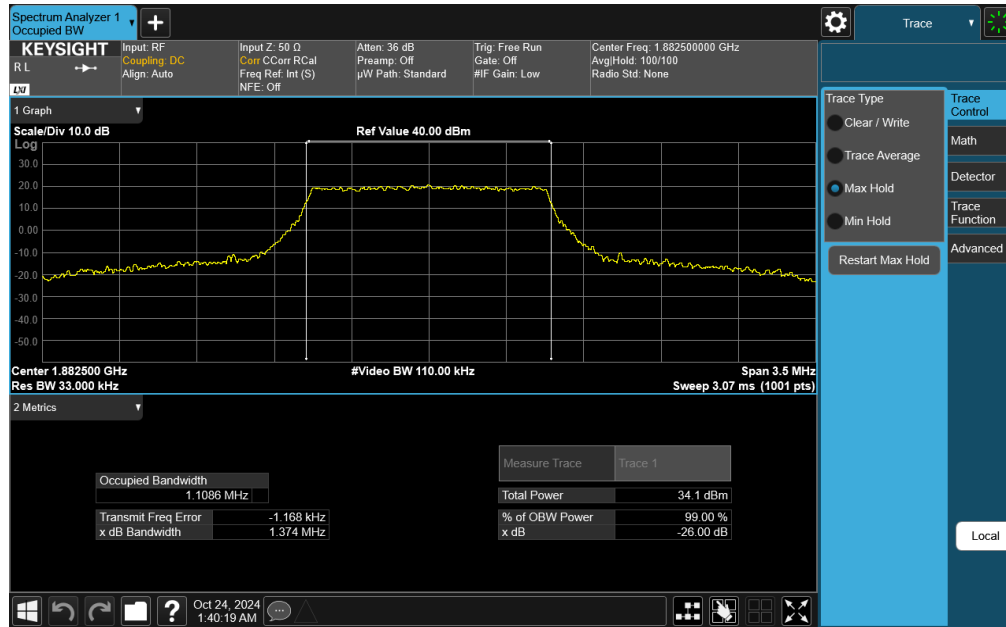 Spectrum Analyzer 1
Occupied BW
KEYSIGHT
R L
LXI
Input: RF
Coupling: DC
Align: Auto
Input Z: 50 Ω
Corr CCorr RCal
Freq Ref: Int (S)
NFE: Off
Atten: 36 dB
Preamp: Off
µW Path: Standard
Trig: Free Run
Gate: Off
#IF Gain: Low
Center Freq: 1.882500000 GHz
Avg|Hold: 100/100
Radio Std: None
1 Graph
Scale/Div 10.0 dB
Ref Value 40.00 dBm
Log
30.0
20.0
10.0
0.00
-10.0
-20.0
-30.0
-40.0
-50.0
Center 1.882500 GHz
#Video BW 110.00 kHz
Span 3.5 MHz
Res BW 33.000 kHz
Sweep 3.07 ms (1001 pts)
2 Metrics
Measure Trace
Trace 1
Occupied Bandwidth
1.1086 MHz
Total Power
34.1 dBm
Transmit Freq Error
-1.168 kHz
% of OBW Power
99.00 %
x dB Bandwidth
1.374 MHz
x dB
-26.00 dB
Oct 24, 2024
1:40:19 AM
Trace
Trace Type
Clear / Write
Trace Average
Max Hold
Min Hold
Restart Max Hold
Trace
Control
Math
Detector
Trace
Function
Advanced
Local